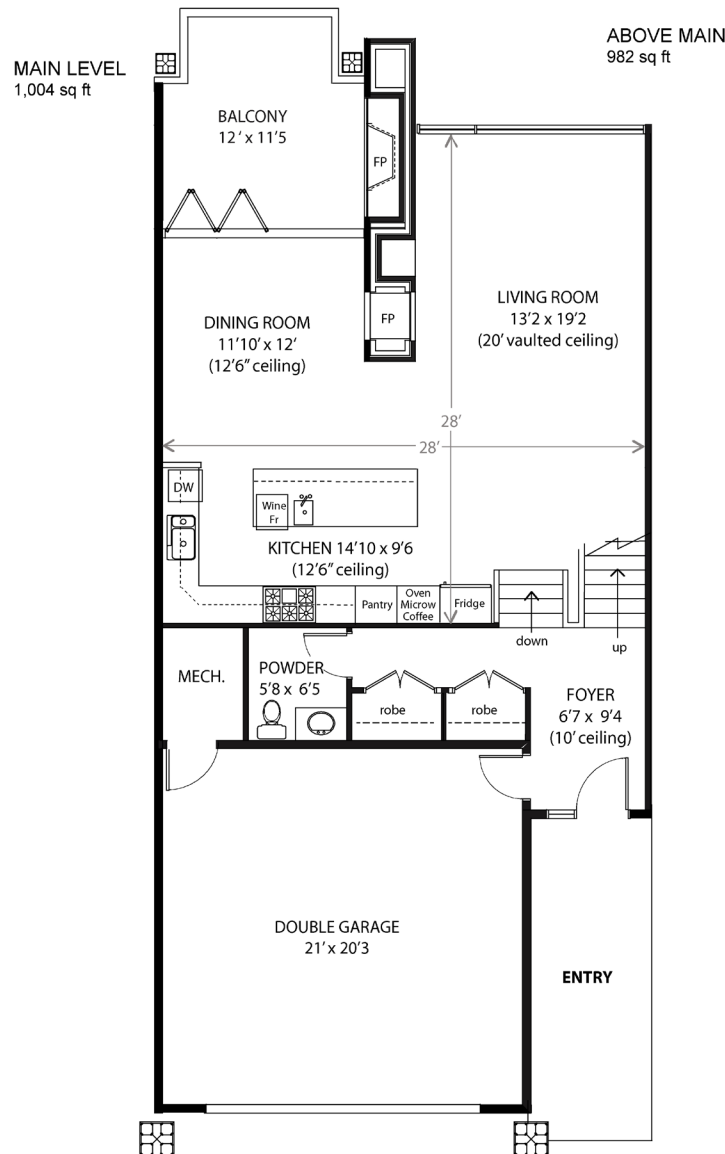 MAIN LEVEL
1,004 sq ft
ABOVE MAIN
982 sq ft
BALCONY
12' x 11'5
FP
LIVING ROOM
13'2 x 19'2
(20' vaulted ceiling)
DINING ROOM
11'10' x 12'
(12'6" ceiling)
FP
28'
28'
DW
Wine
Fr
KITCHEN 14'10 x 9'6
(12'6" ceiling)
Pantry
Oven
Microw
Coffee
Fridge
down
up
MECH.
POWDER
5'8 x 6'5
robe
robe
FOYER
6'7 x 9'4
(10' ceiling)
DOUBLE GARAGE
21' x 20'3
ENTRY